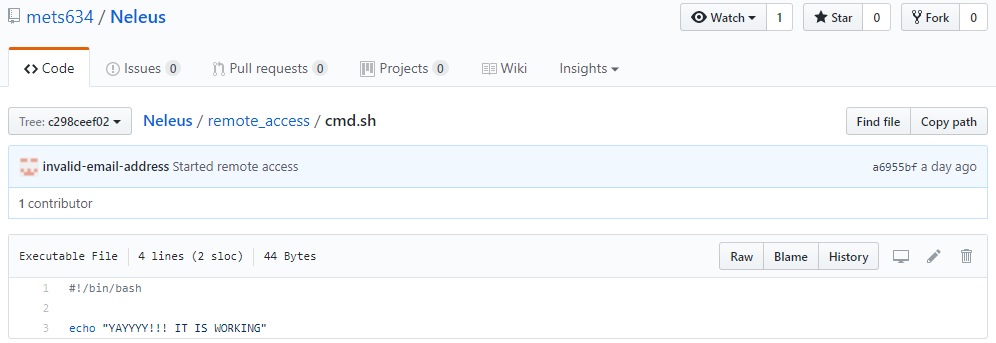 mets634 / Neleus Watch 1 Star 0 Fork 0
Code Issues 0 Pull requests 0 Projects 0 Wiki Insights
Tree: c298ceef02 Neleus / remote_access / cmd.sh Find file Copy path
invalid-email-address Started remote access a6955bf a day ago
1 contributor
Executable File 4 lines (2 sloc) 44 Bytes Raw Blame History
1 #!/bin/bash
2
3 echo "YAYYYY!!! IT IS WORKING"